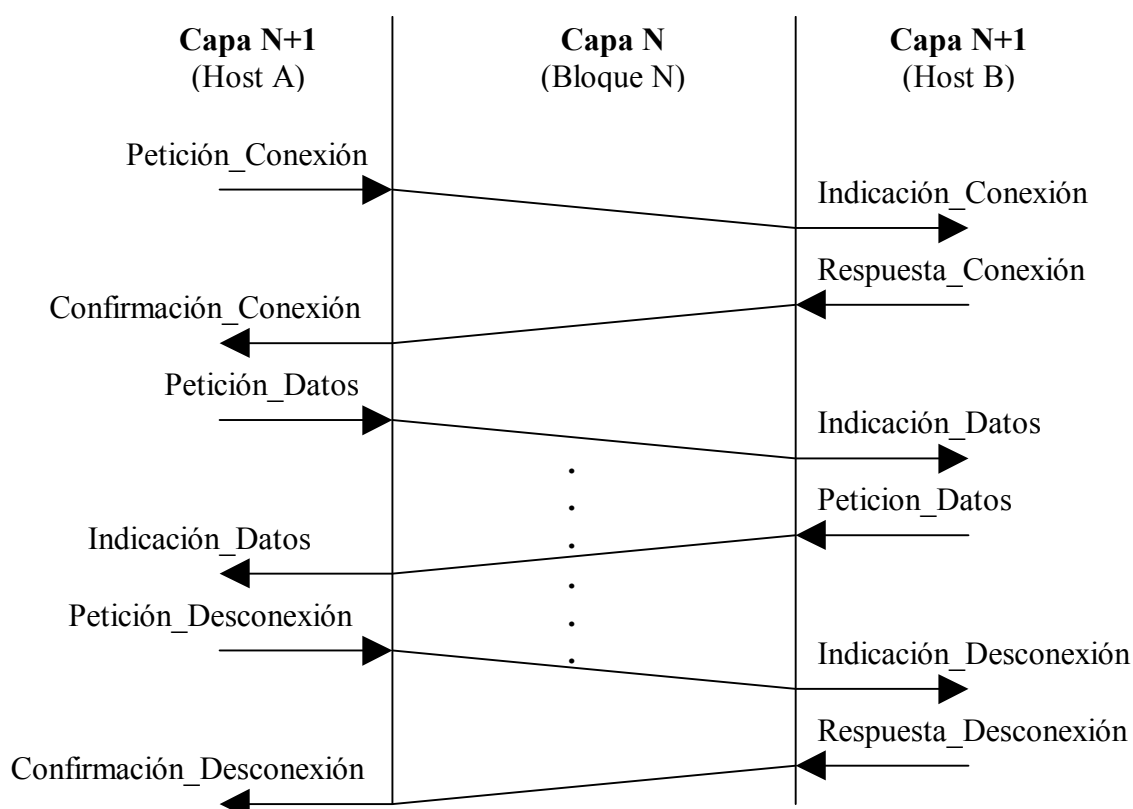 Capa N+1
(Host A)
Capa N
(Bloque N)
Capa N+1
(Host B)
Petición_Conexión
Indicación_Conexión
Respuesta_Conexión
Confirmación_Conexión
Petición_Datos
Indicación_Datos
Peticion_Datos
Indicación_Datos
Petición_Desconexión
Indicación_Desconexión
Respuesta_Desconexión
Confirmación_Desconexión